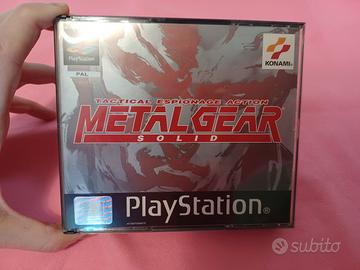 PlayStation
PAL
KONAMI
TACTICAL ESPIONAGE ACTION
METAL GEAR
SOLID
PlayStation®
subito